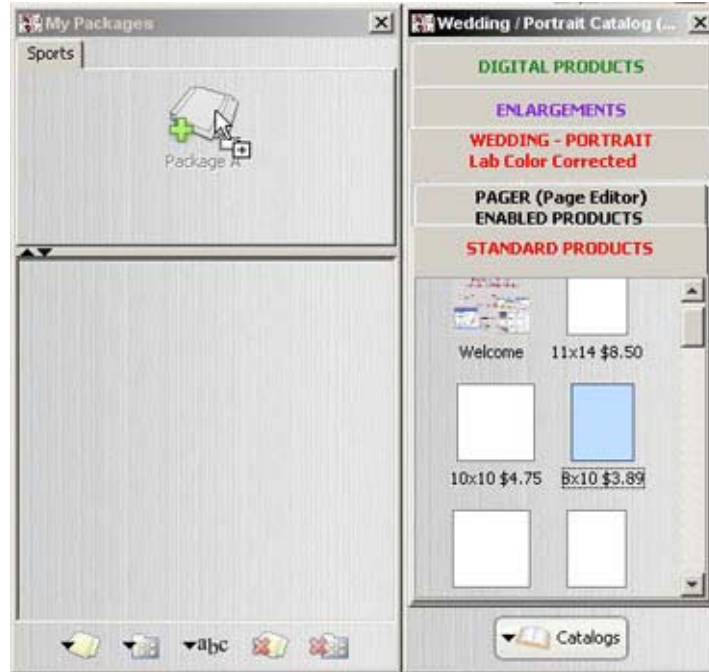 My Packages
Sports
Package A
abc
Wedding / Portrait Catalog (...
DIGITAL PRODUCTS
ENLARGEMENTS
WEDDING - PORTRAIT
Lab Color Corrected
PAGER (Page Editor)
ENABLED PRODUCTS
STANDARD PRODUCTS
Welcome 11x14 $8.50
10x10 $4.75 8x10 $3.89
Catalogs